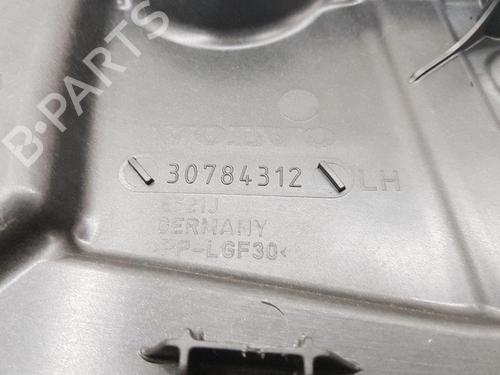 B-PARTS
VOLVO
30784312 LH
GERMANY
PP-LGF30<